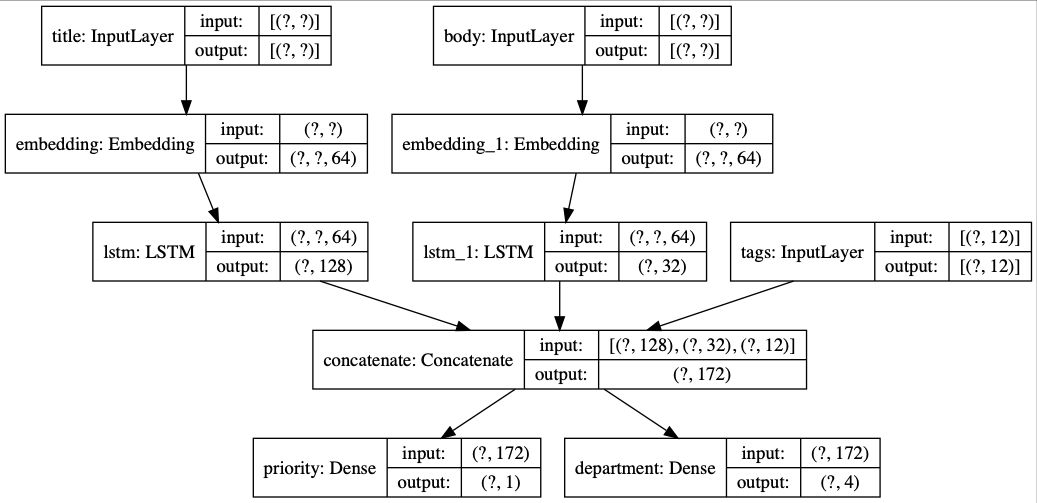 title: InputLayer
input: [(?, ?)]
output: [(?, ?)]
body: InputLayer
input: [(?, ?)]
output: [(?, ?)]
embedding: Embedding
input: (?, ?)
output: (?, ?, 64)
embedding_1: Embedding
input: (?, ?)
output: (?, ?, 64)
lstm: LSTM
input: (?, ?, 64)
output: (?, 128)
lstm_1: LSTM
input: (?, ?, 64)
output: (?, 32)
tags: InputLayer
input: [(?, 12)]
output: [(?, 12)]
concatenate: Concatenate
input: [(?, 128), (?, 32), (?, 12)]
output: (?, 172)
priority: Dense
input: (?, 172)
output: (?, 1)
department: Dense
input: (?, 172)
output: (?, 4)